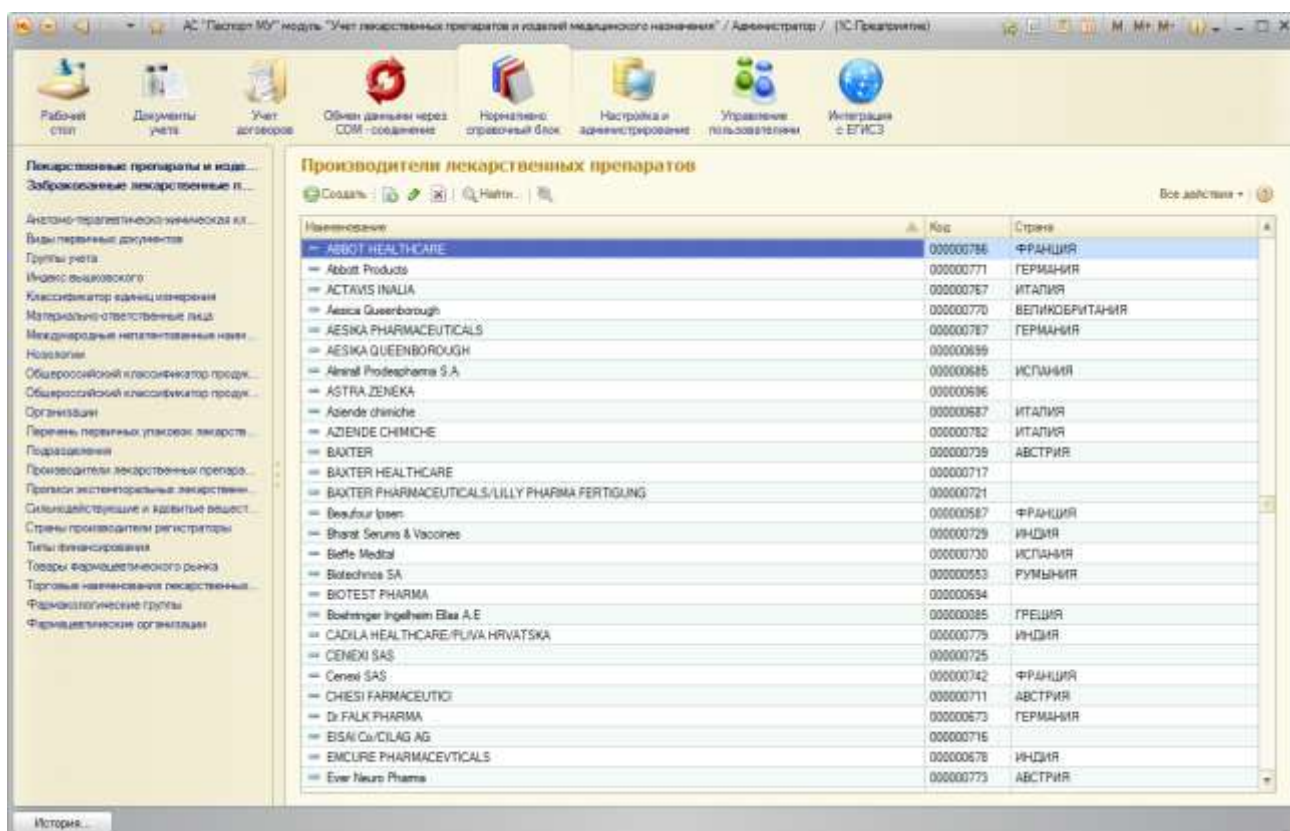 АС "Паспорт МУ" модуль "Учет лекарственных препаратов и изделий медицинского назначения" / Администратор / (1С:Предприятие)
M M+ M-
Рабочий стол
Документы учета
Учет договоров
Обмен данными через COM - соединение
Нормативно справочный блок
Настройка и администрирование
Управление пользователями
Интеграция с ЕГИСЗ
Лекарственные препараты и изде...
Забракованные лекарственные п...
Анатомо-терапевтическо-химическая кл...
Виды первичных документов
Группы учета
Индекс вышковского
Классификатор единиц измерения
Материально-ответственные лица
Международные непатентованные наим...
Нозологии
Общероссийский классификатор продук...
Общероссийский классификатор продук...
Организации
Перечень первичных упаковок лекарств...
Подразделения
Производители лекарственных препара...
Прописи экстемпоральных лекарственн...
Сильнодействующие и ядовитые вещест...
Страны производители регистраторы
Типы финансирования
Товары фармацевтического рынка
Торговые наименования лекарственных...
Фармакологические группы
Фармацевтические организации
Производители лекарственных препаратов
Создать Найти... Все действия
Наименование Код Страна
ABBOT HEALTHCARE 000000786 ФРАНЦИЯ
Abbott Products 000000771 ГЕРМАНИЯ
ACTAVIS INALIA 000000767 ИТАЛИЯ
Aesica Queenborough 000000770 ВЕЛИКОБРИТАНИЯ
AESIKA PHARMACEUTICALS 000000787 ГЕРМАНИЯ
AESIKA QUEENBOROUGH 000000699
Almirall Prodespharma S.A. 000000685 ИСПАНИЯ
ASTRA ZENEKA 000000696
Aziende chimiche 000000687 ИТАЛИЯ
AZIENDE CHIMICHE 000000782 ИТАЛИЯ
BAXTER 000000739 АВСТРИЯ
BAXTER HEALTHCARE 000000717
BAXTER PHARMACEUTICALS/LILLY PHARMA FERTIGUNG 000000721
Beaufour Ipsen 000000587 ФРАНЦИЯ
Bharat Serums & Vaccines 000000729 ИНДИЯ
Bieffe Medital 000000730 ИСПАНИЯ
Biotechnos SA 000000553 РУМЫНИЯ
BIOTEST PHARMA 000000694
Boehringer Ingelheim Ellas A.E 000000085 ГРЕЦИЯ
CADILA HEALTHCARE/PLIVA HRVATSKA 000000779 ИНДИЯ
CENEXI SAS 000000725
Cenexi SAS 000000742 ФРАНЦИЯ
CHIESI FARMACEUTICI 000000711 АВСТРИЯ
Dr.FALK PHARMA 000000673 ГЕРМАНИЯ
EISAI Co/CILAG AG 000000716
EMCURE PHARMACEVTICALS 000000678 ИНДИЯ
Ever Neuro Pharma 000000773 АВСТРИЯ
История...